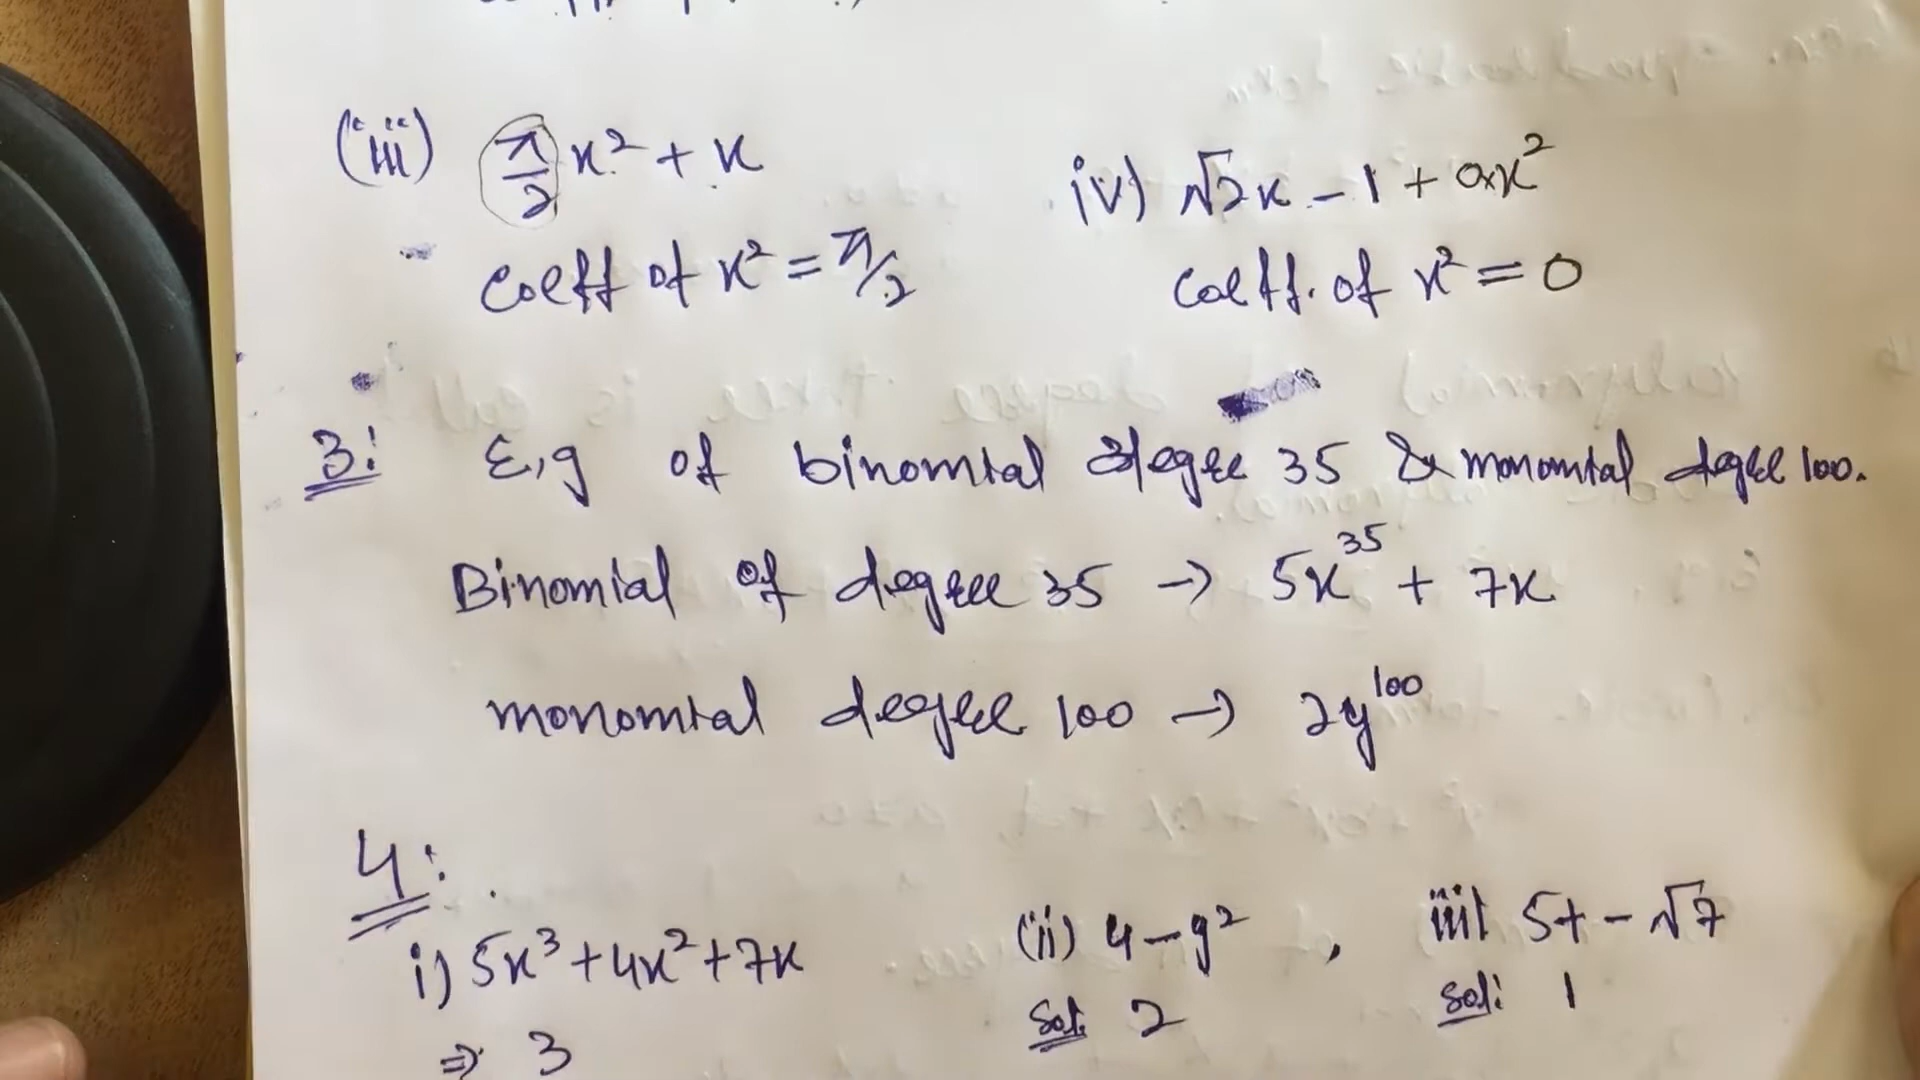 (iii) π/2 x² + x
iv) √2x - 1 + 0x²
coeff of x² = π/2
Coeff. of x² = 0
3: E,g of binomial degree 35 & monomial degree 100.
Binomial of degree 35 → 5x³⁵ + 7x
monomial degree 100 → 2y¹⁰⁰
4:
i) 5x³ + 4x² + 7x
(ii) 4 - y² ,
iii) 5t - √7
⇒ 3
Sol: 2
Sol: 1